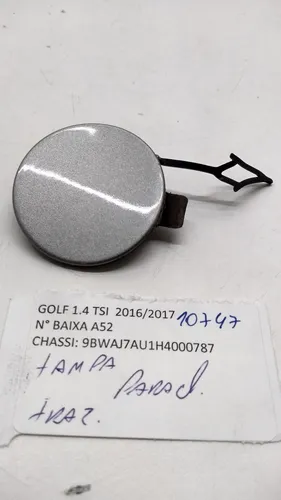 GOLF 1.4 TSI 2016/2017 10747
N° BAIXA A52
CHASSI: 9BWAJ7AU1H4000787
TAMPA
PARACH.
TRAZ.